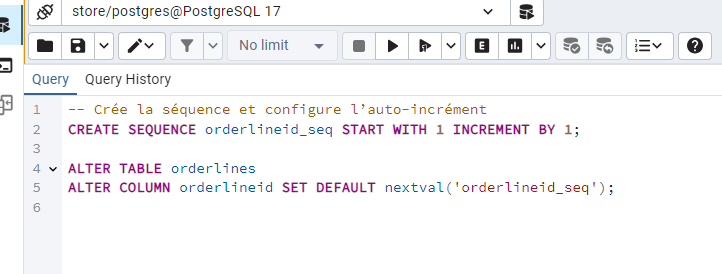 store/postgres@PostgreSQL 17
No limit
E
Query Query History
1 -- Crée la séquence et configure l’auto-incrément
2 CREATE SEQUENCE orderlineid_seq START WITH 1 INCREMENT BY 1;
3
4 ALTER TABLE orderlines
5 ALTER COLUMN orderlineid SET DEFAULT nextval('orderlineid_seq');
6